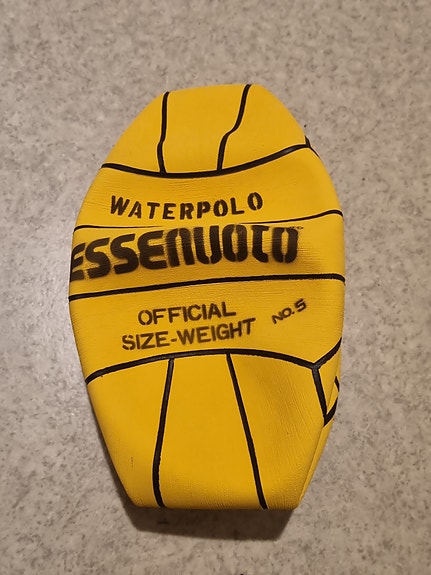 WATERPOLO
ESSENUOTO
OFFICIAL
SIZE-WEIGHT NO.5